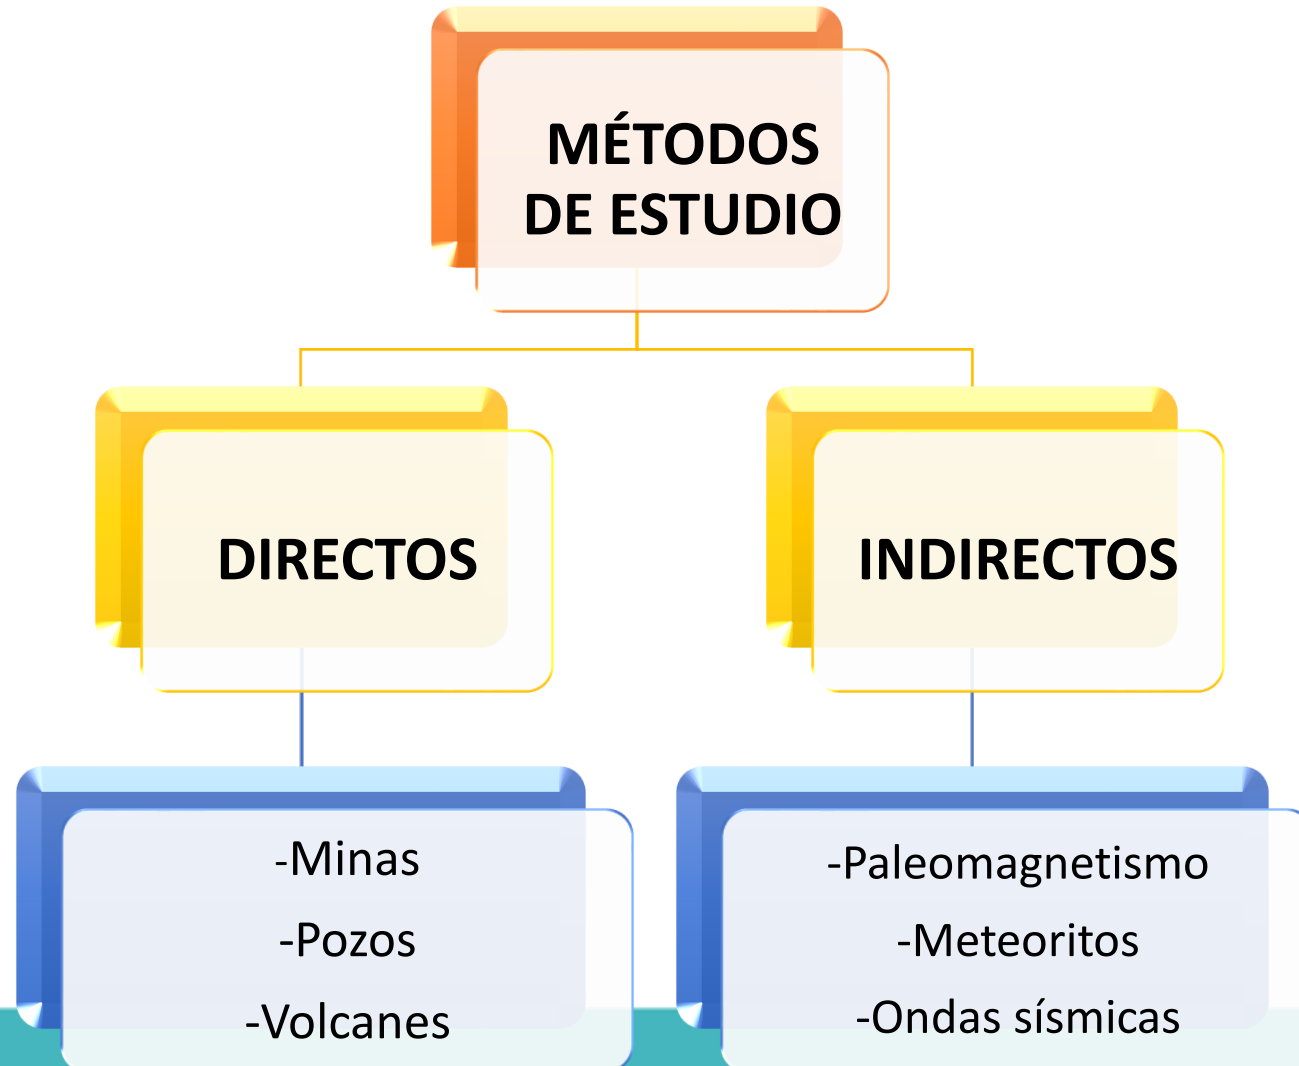 MÉTODOS
DE ESTUDIO
DIRECTOS
INDIRECTOS
-Minas
-Pozos
-Volcanes
-Paleomagnetismo
-Meteoritos
-Ondas sísmicas